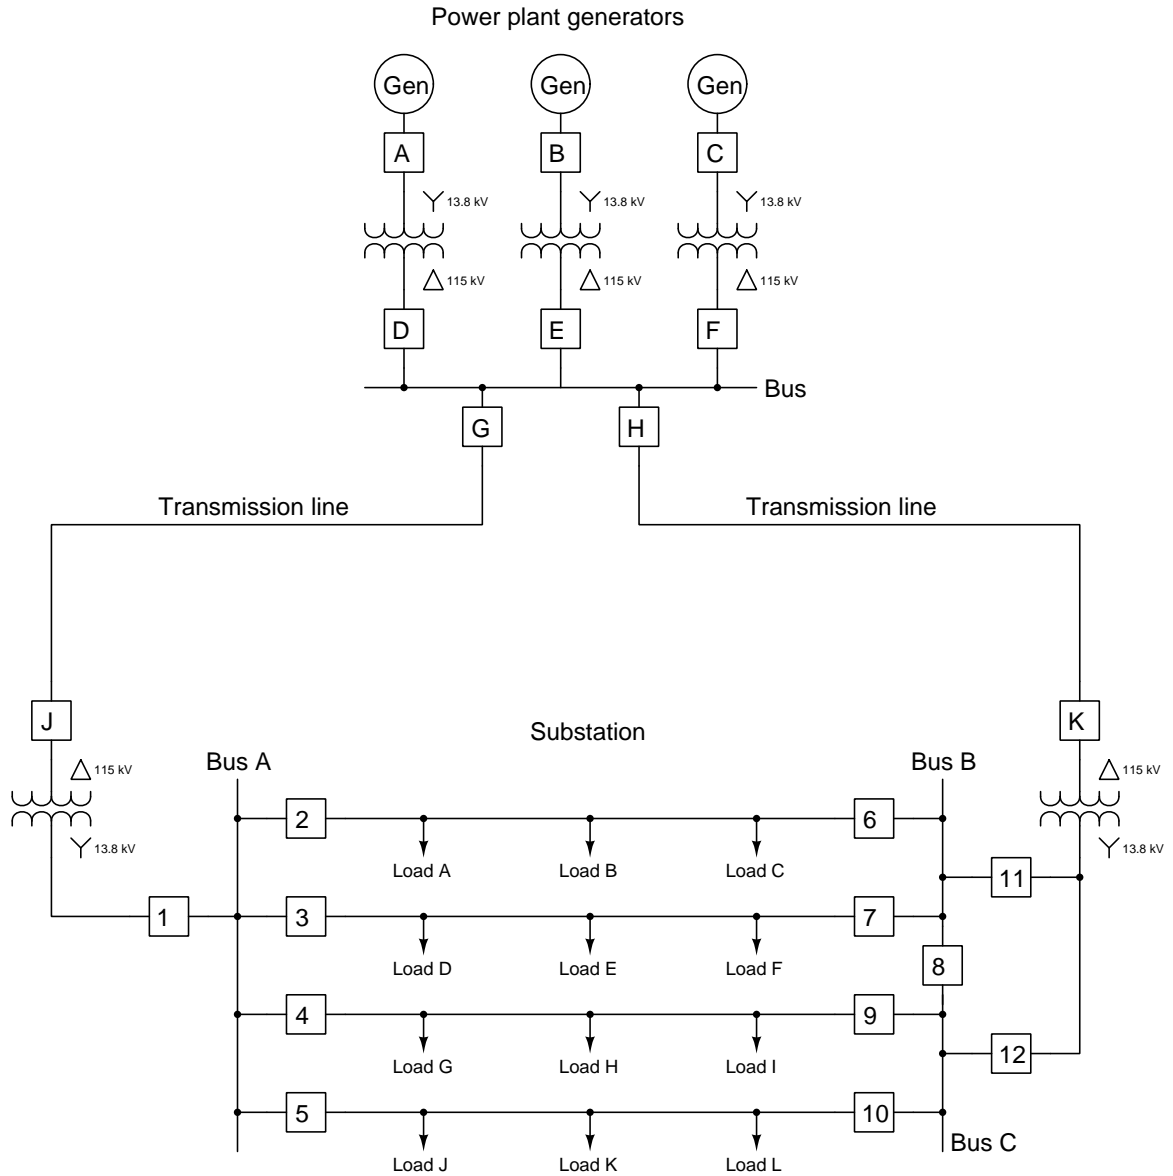 Power plant generators
Gen Gen Gen
A B C
13.8 kV 13.8 kV 13.8 kV
115 kV 115 kV 115 kV
D E F
Bus
G H
Transmission line Transmission line
J K
Substation
Bus A Bus B
115 kV 115 kV
2 6
13.8 kV 13.8 kV
Load A Load B Load C
11
1 3 7
8
Load D Load E Load F
4 9
12
Load G Load H Load I
5 10
Bus C
Load J Load K Load L